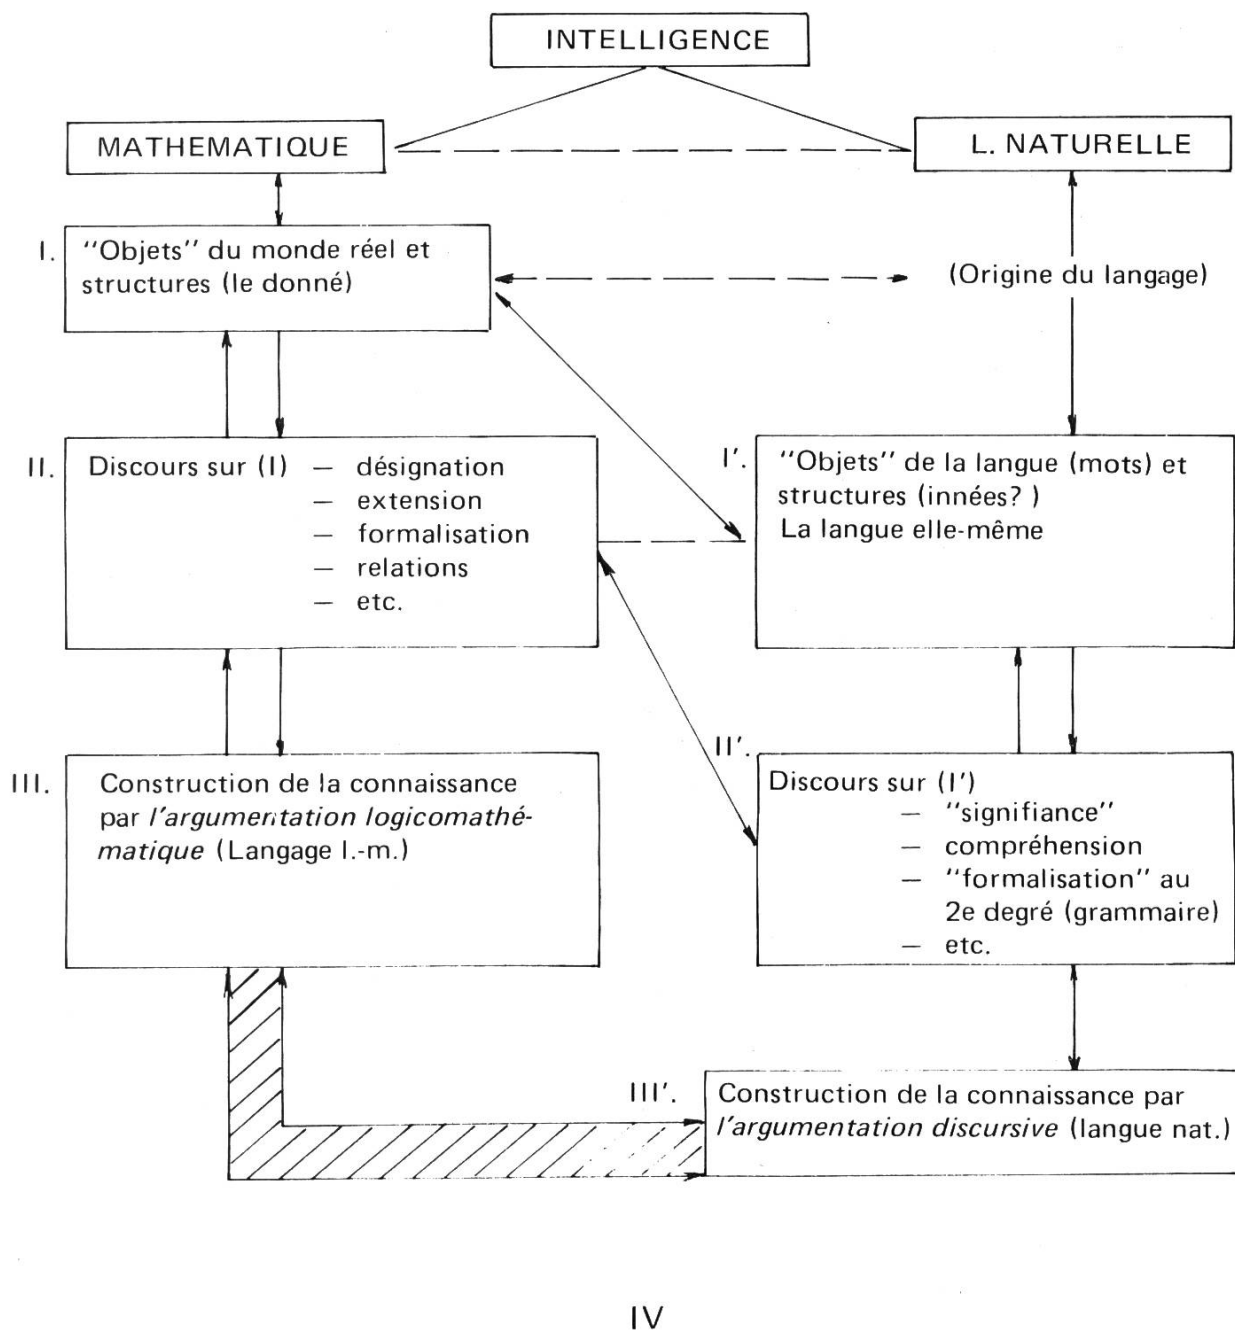 INTELLIGENCE
MATHEMATIQUE
L. NATURELLE
I.
"Objets" du monde réel et
structures (le donné)
(Origine du langage)
II.
Discours sur (I) — désignation
— extension
— formalisation
— relations
— etc.
I'.
"Objets" de la langue (mots) et
structures (innées? )
La langue elle-même
III.
Construction de la connaissance
par l'argumentation logicomathé-
matique (Langage l.-m.)
II'.
Discours sur (I')
— "signifiance"
— compréhension
— "formalisation" au
2e degré (grammaire)
— etc.
III'.
Construction de la connaissance par
l'argumentation discursive (langue nat.)
IV